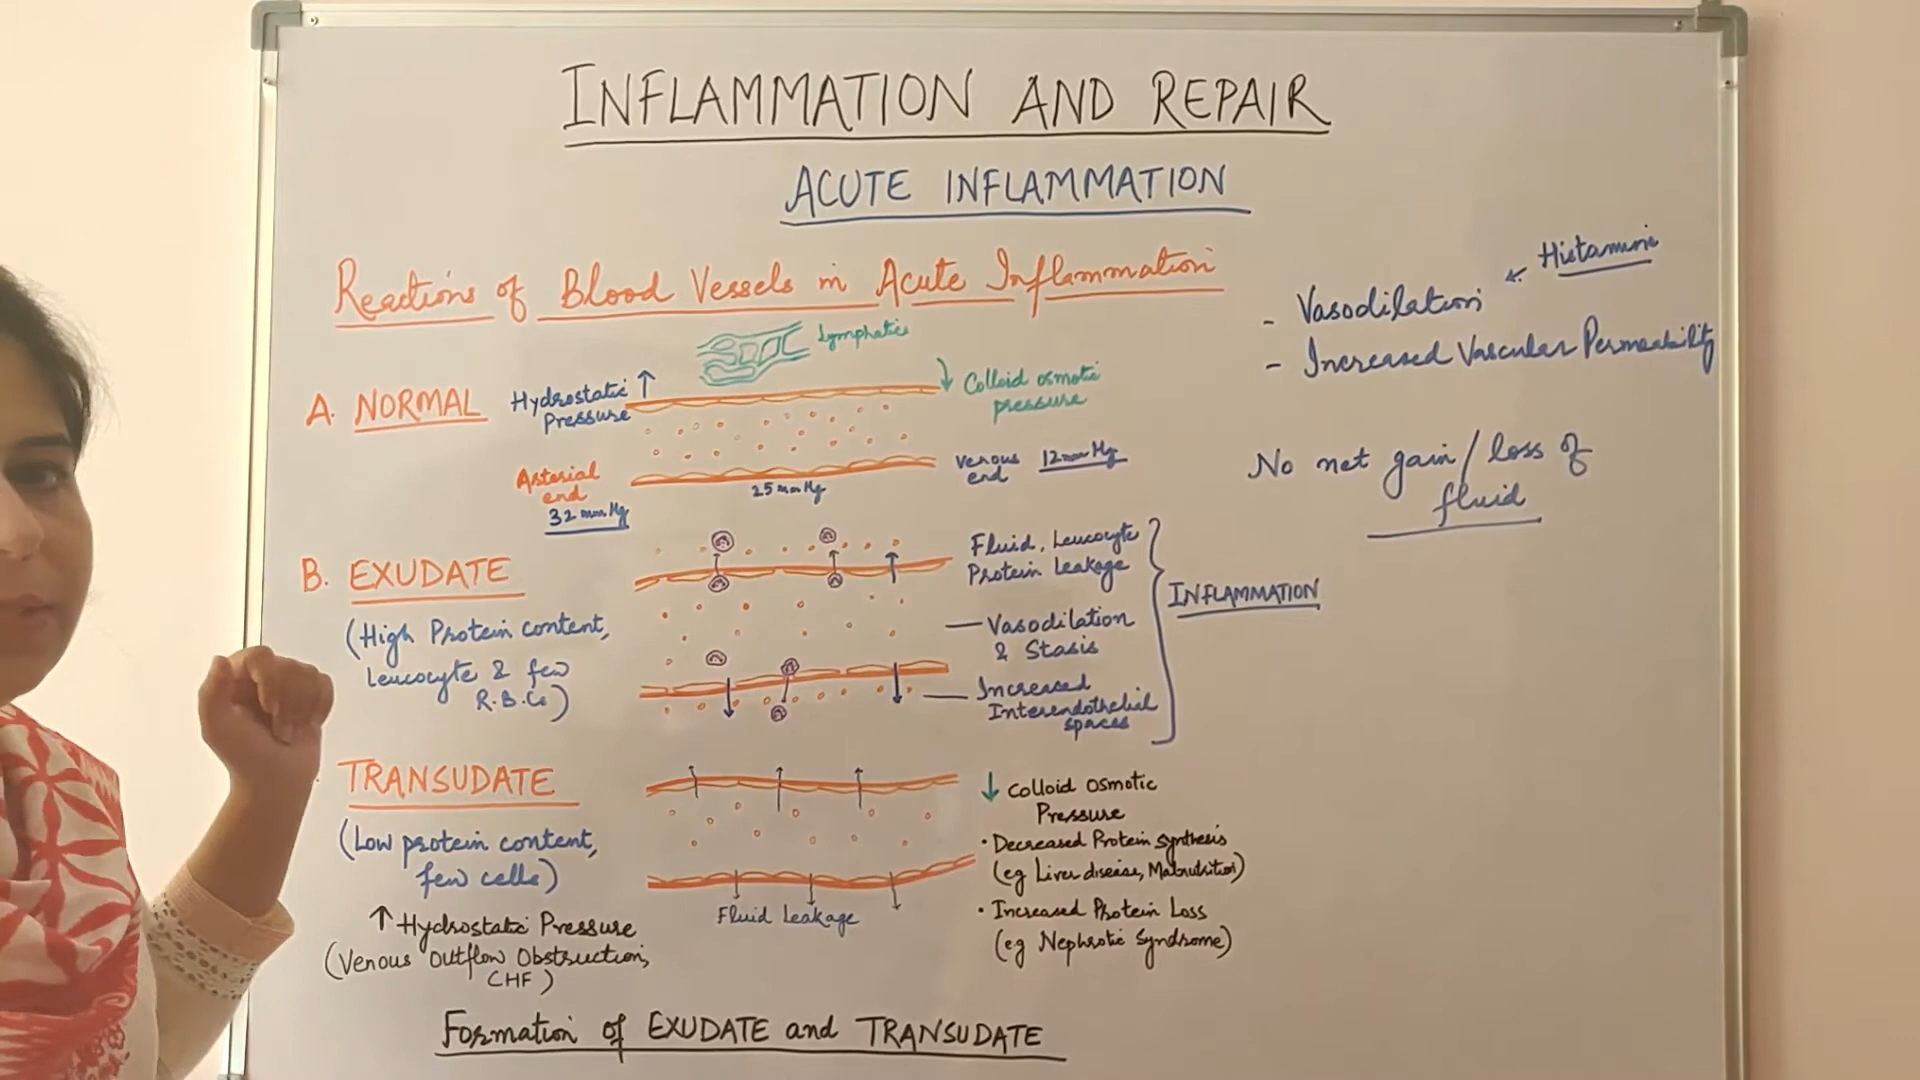 INFLAMMATION AND REPAIR
ACUTE INFLAMMATION
Reactions of Blood Vessels in Acute Inflammation
Lymphatics
A. NORMAL
Hydrostatic ↑
Pressure
↓ Colloid osmotic
pressure
Arterial
end
32 mm Hg
25 mm Hg
Venous
end
12 mm Hg
B. EXUDATE
(High Protein content,
Leucocyte & few
R.B.Cs)
Fluid, Leucocyte
Protein Leakage
Vasodilation
& Stasis
Increased
Interendothelial
spaces
INFLAMMATION
TRANSUDATE
(Low protein content,
few cells)
↑ Hydrostatic Pressure
(Venous Outflow Obstruction,
CHF)
Fluid Leakage
↓ Colloid Osmotic
Pressure
• Decreased Protein synthesis
(eg Liver disease, Malnutrition)
• Increased Protein Loss
(eg Nephrotic Syndrome)
Formation of EXUDATE and TRANSUDATE
Histamine
- Vasodilation
- Increased Vascular Permeability
No net gain/loss of
fluid